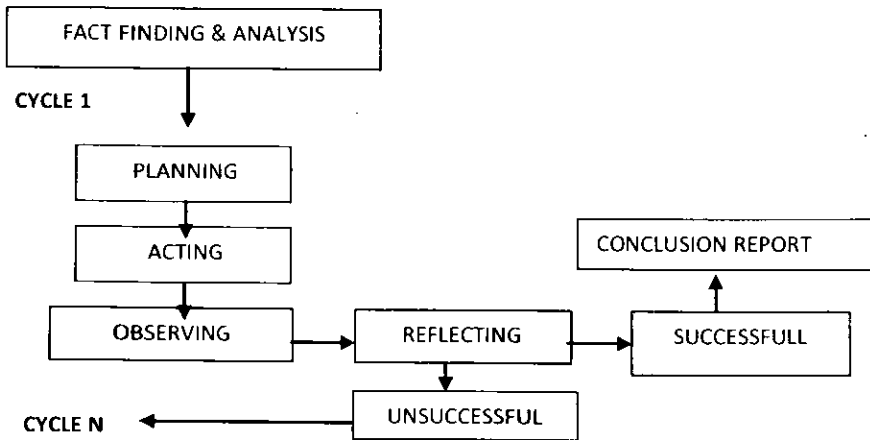 FACT FINDING & ANALYSIS
CYCLE 1
PLANNING
ACTING
CONCLUSION REPORT
OBSERVING
REFLECTING
SUCCESSFULL
UNSUCCESSFUL
CYCLE N